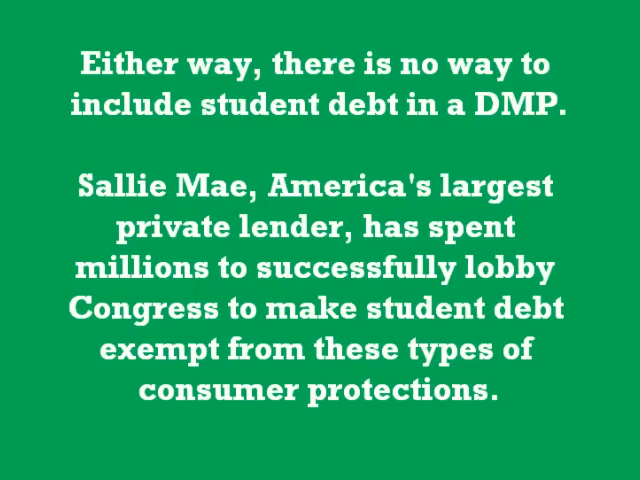 Either way, there is no way to
include student debt in a DMP.
Sallie Mae, America's largest
private lender, has spent
millions to successfully lobby
Congress to make student debt
exempt from these types of
consumer protections.